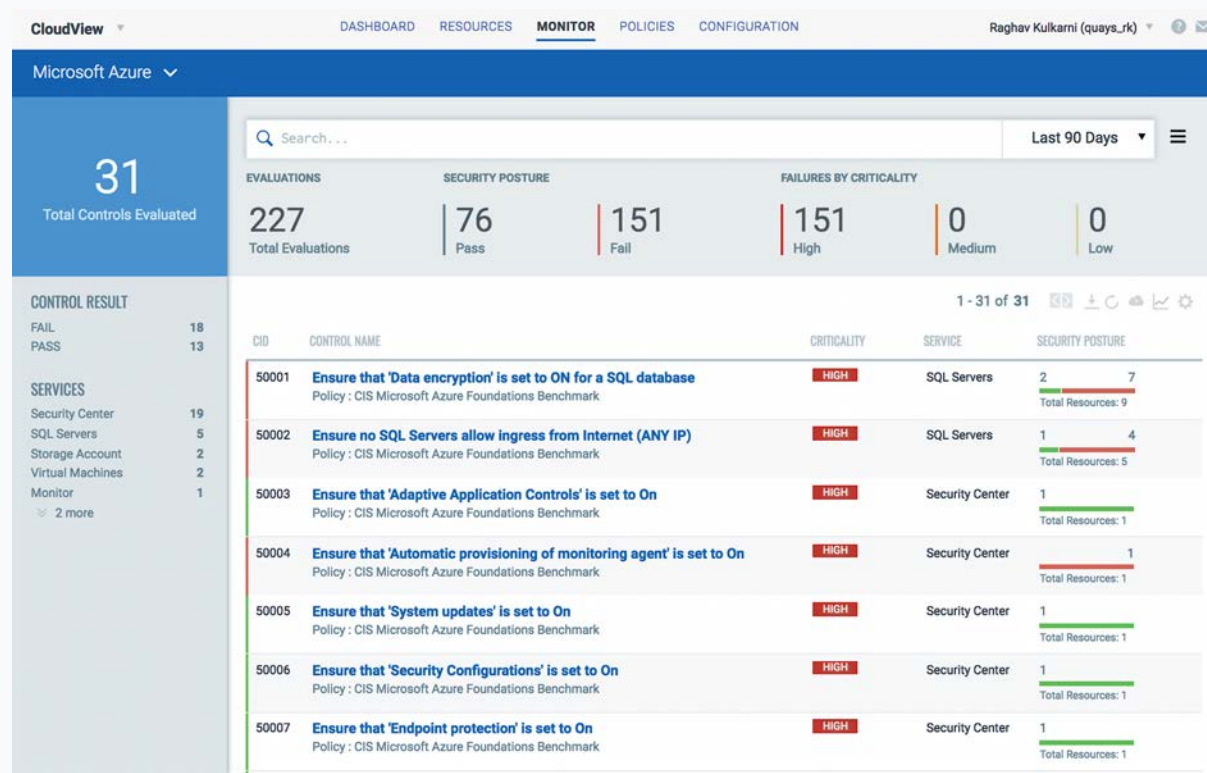 CloudView
DASHBOARD RESOURCES MONITOR POLICIES CONFIGURATION
Raghav Kulkarni (quays_rk)
Microsoft Azure
31
Total Controls Evaluated
Search...
Last 90 Days
EVALUATIONS SECURITY POSTURE FAILURES BY CRITICALITY
227 76 151 151 0 0
Total Evaluations Pass Fail High Medium Low
CONTROL RESULT
FAIL 18
PASS 13
SERVICES
Security Center 19
SQL Servers 5
Storage Account 2
Virtual Machines 2
Monitor 1
2 more
1 - 31 of 31
CID CONTROL NAME CRITICALITY SERVICE SECURITY POSTURE
50001 Ensure that 'Data encryption' is set to ON for a SQL database HIGH SQL Servers 2 7
Policy : CIS Microsoft Azure Foundations Benchmark
Total Resources: 9
50002 Ensure no SQL Servers allow ingress from Internet (ANY IP) HIGH SQL Servers 1 4
Policy : CIS Microsoft Azure Foundations Benchmark
Total Resources: 5
50003 Ensure that 'Adaptive Application Controls' is set to On HIGH Security Center 1
Policy : CIS Microsoft Azure Foundations Benchmark
Total Resources: 1
50004 Ensure that 'Automatic provisioning of monitoring agent' is set to On HIGH Security Center 1
Policy : CIS Microsoft Azure Foundations Benchmark
Total Resources: 1
50005 Ensure that 'System updates' is set to On HIGH Security Center 1
Policy : CIS Microsoft Azure Foundations Benchmark
Total Resources: 1
50006 Ensure that 'Security Configurations' is set to On HIGH Security Center 1
Policy : CIS Microsoft Azure Foundations Benchmark
Total Resources: 1
50007 Ensure that 'Endpoint protection' is set to On HIGH Security Center 1
Policy : CIS Microsoft Azure Foundations Benchmark
Total Resources: 1